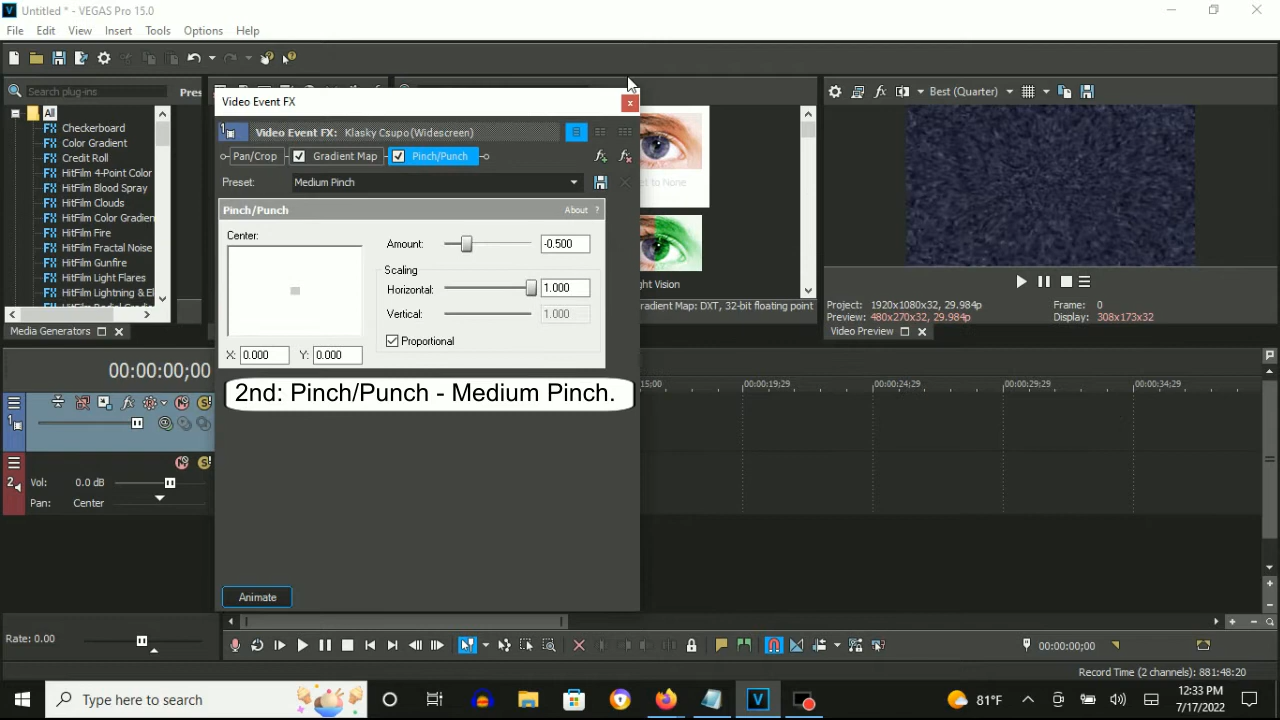 Untitled * - VEGAS Pro 15.0
File Edit View Insert Tools Options Help
Search plug-ins
Pres
All
Checkerboard
Color Gradient
Credit Roll
HitFilm 4-Point Color
HitFilm Blood Spray
HitFilm Clouds
HitFilm Color Gradien
HitFilm Fire
HitFilm Fractal Noise
HitFilm Gunfire
HitFilm Light Flares
HitFilm Lightning & El
Media Generators
Video Event FX
Video Event FX: Klasky Csupo(Widescreen)
Pan/Crop Gradient Map Pinch/Punch
Preset: Medium Pinch
Pinch/Punch About ?
Center:
Amount: -0.500
Scaling
Horizontal: 1.000
Vertical: 1.000
Proportional
X: 0.000 Y: 0.000
2nd: Pinch/Punch - Medium Pinch.
Animate
et to None
ght Vision
radient Map: DXT, 32-bit floating point
Best (Quarter)
Project: 1920x1080x32, 29.984p
Frame: 0
Preview: 480x270x32, 29.984p
Display: 308x173x32
Video Preview
00:00:00;00
15:00 00:00:19;29 00:00:24;29 00:00:29;29 00:00:34;29
1
2
Vol: 0.0 dB
Pan: Center
Rate: 0.00
00:00:00;00
Record Time (2 channels): 881:48:20
Type here to search
81°F
12:33 PM
7/17/2022